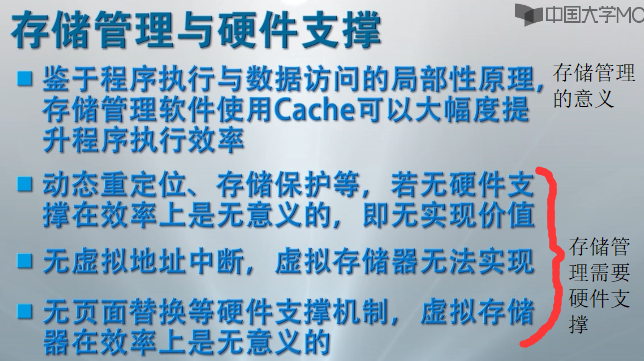 存储管理与硬件支撑
中国大学MO
鉴于程序执行与数据访问的局部性原理,
存储管理软件使用Cache可以大幅度提
升程序执行效率
存储管理
的意义
动态重定位、存储保护等，若无硬件支
撑在效率上是无意义的，即无实现价值
无虚拟地址中断，虚拟存储器无法实现
无页面替换等硬件支撑机制，虚拟存储
器在效率上是无意义的
存储管
理需要
硬件支
撑